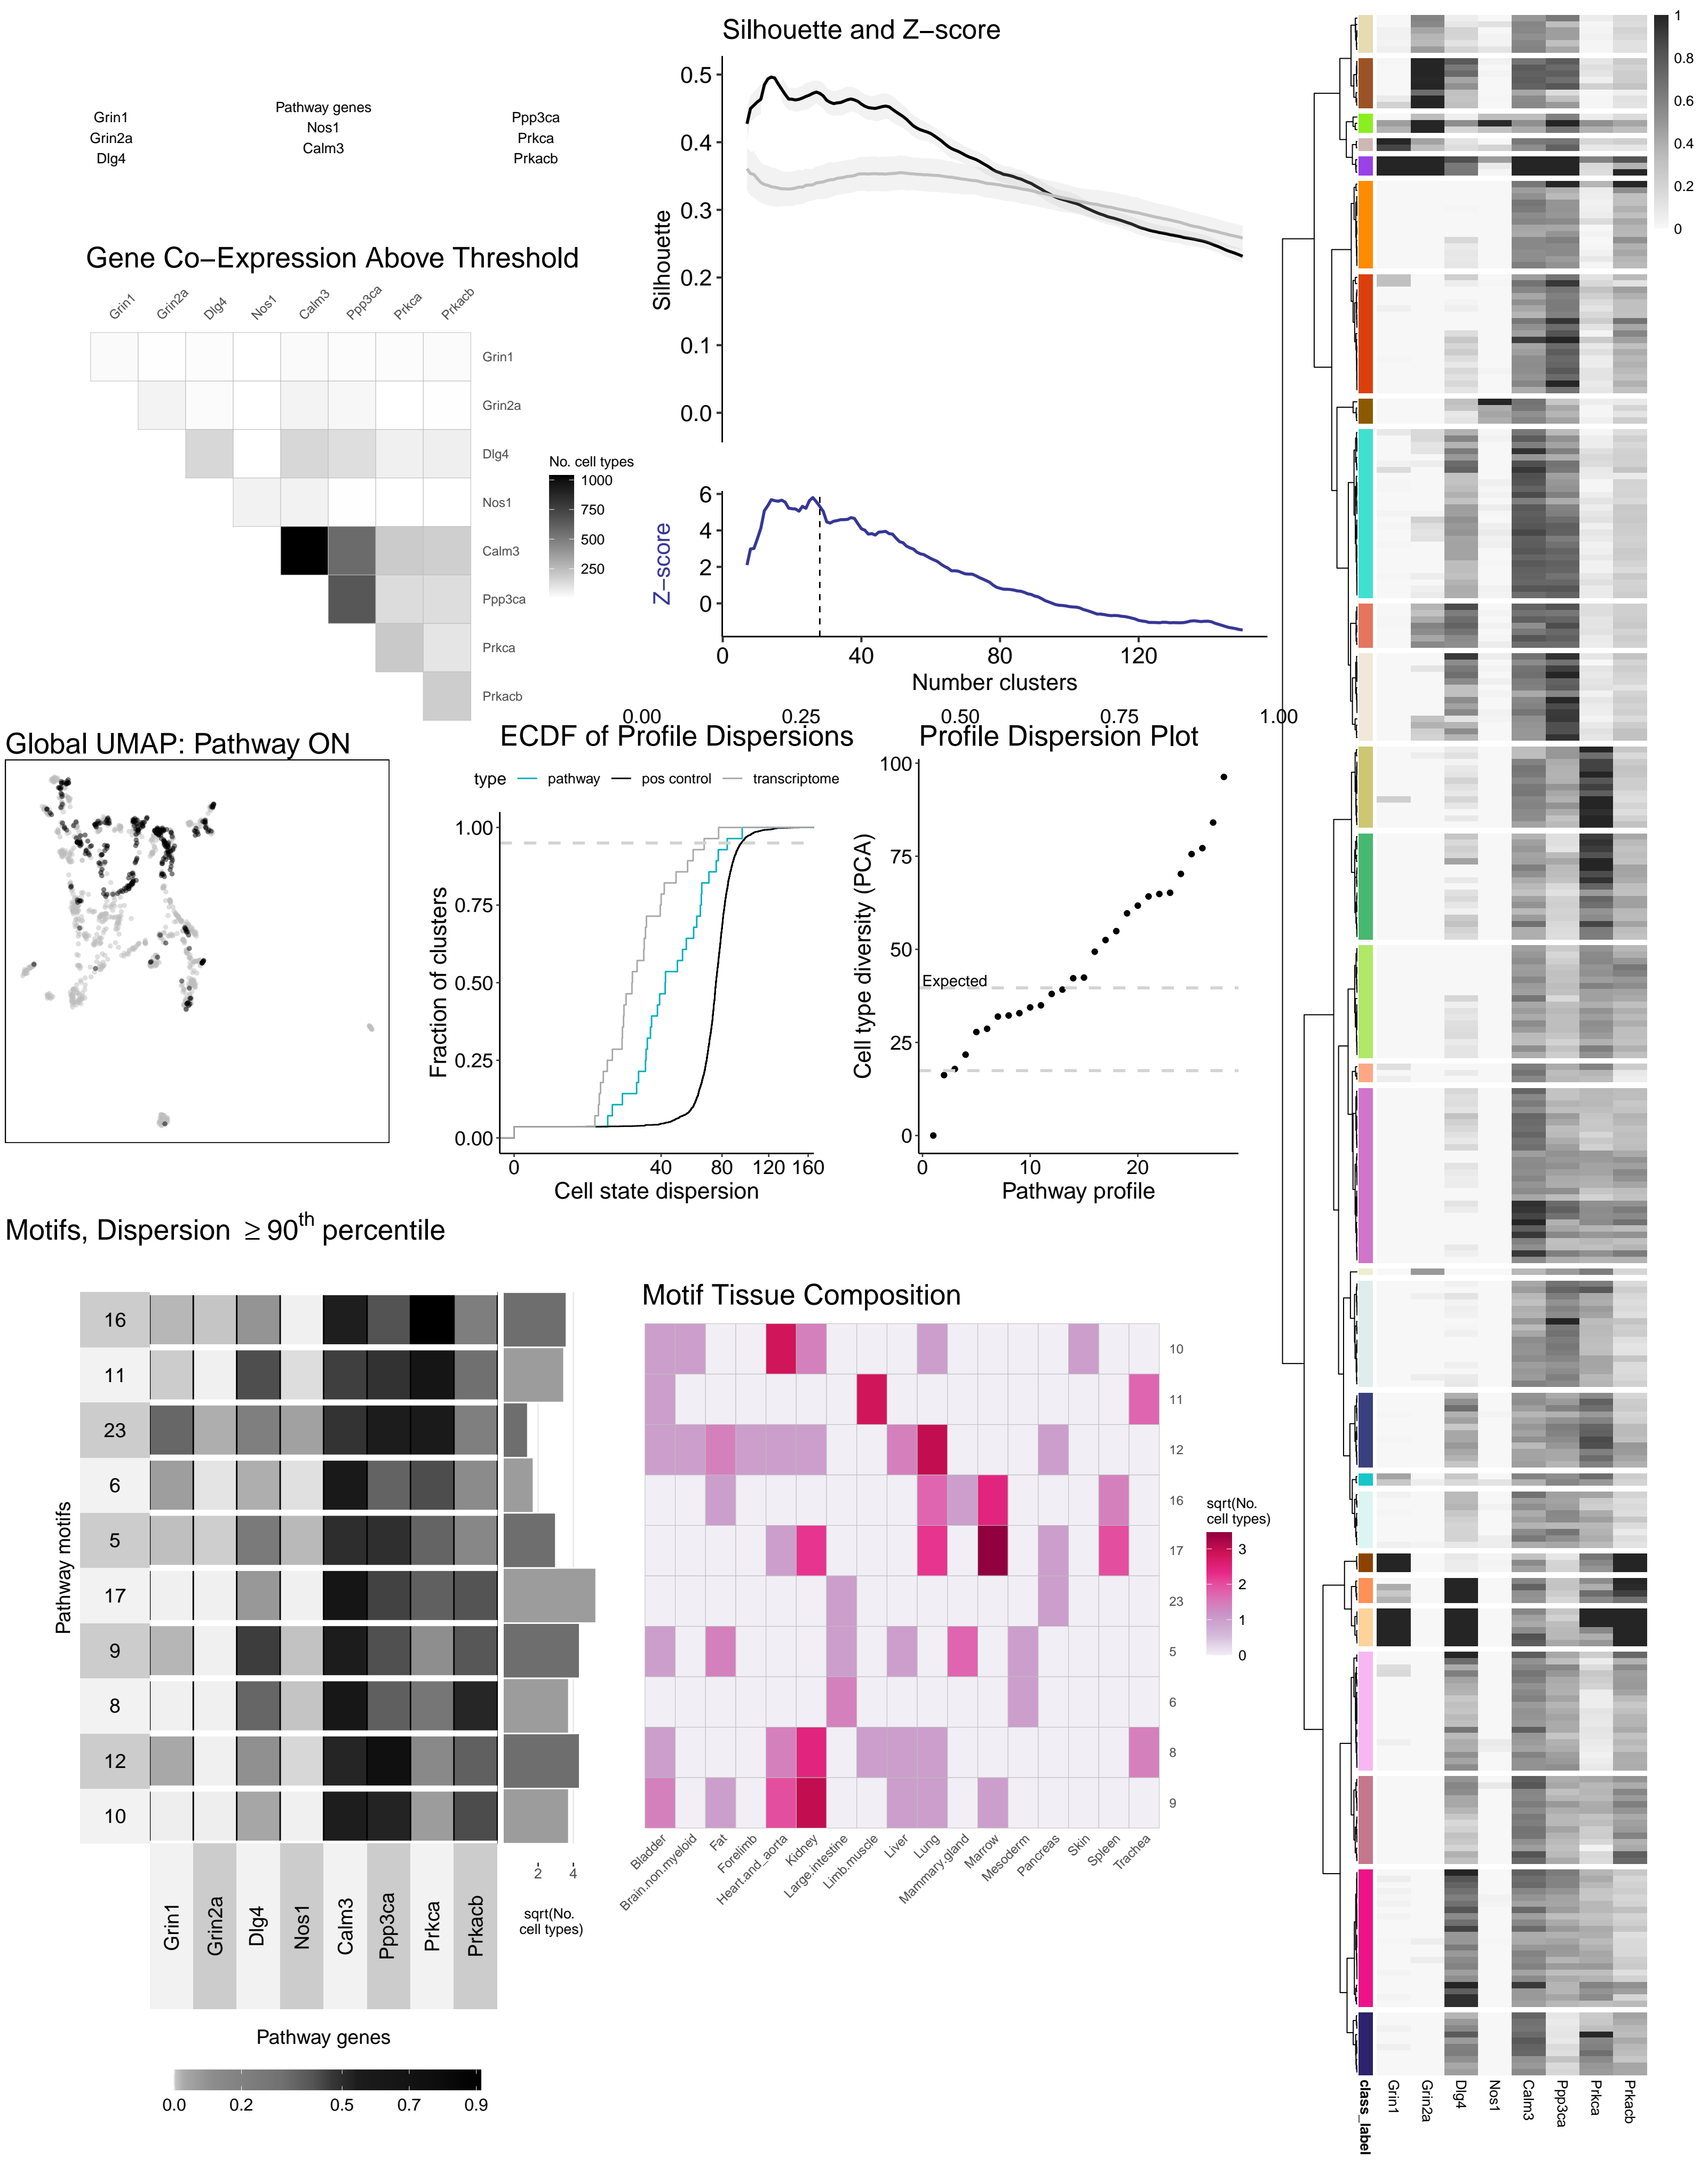 Pathway genes
Grin1 Nos1 Ppp3ca
Grin2a Calm3 Prkca
Dlg4 Prkacb
Gene Co−Expression Above Threshold
Grin1 Grin2a Dlg4 Nos1 Calm3 Ppp3ca Prkca Prkacb
Grin1
Grin2a
Dlg4
Nos1
Calm3
Ppp3ca
Prkca
Prkacb
No. cell types
1000
750
500
250
Silhouette and Z−score
Silhouette
0.5
0.4
0.3
0.2
0.1
0.0
Z−score
6
4
2
0
0 40 80 120
Number clusters
0.00 0.25 0.50 0.75 1.00
Global UMAP: Pathway ON
ECDF of Profile Dispersions
type pathway pos control transcriptome
Fraction of clusters
1.00
0.75
0.50
0.25
0.00
0 40 80 120 160
Cell state dispersion
Profile Dispersion Plot
Cell type diversity (PCA)
100
75
50
25
0
Expected
0 10 20
Pathway profile
Motifs, Dispersion ≥ 90th percentile
Pathway motifs
16
11
23
6
5
17
9
8
12
10
Grin1 Grin2a Dlg4 Nos1 Calm3 Ppp3ca Prkca Prkacb
2 4
sqrt(No.
cell types)
Pathway genes
0.0 0.2 0.5 0.7 0.9
Motif Tissue Composition
10
11
12
16
17
23
5
6
8
9
Bladder Brain.non.myeloid Fat Forelimb Heart.and_aorta Kidney Large.intestine Limb.muscle Liver Lung Mammary.gland Marrow Mesoderm Pancreas Skin Spleen Trachea
sqrt(No.
cell types)
3
2
1
0
1
0.8
0.6
0.4
0.2
0
class_label Grin1 Grin2a Dlg4 Nos1 Calm3 Ppp3ca Prkca Prkacb